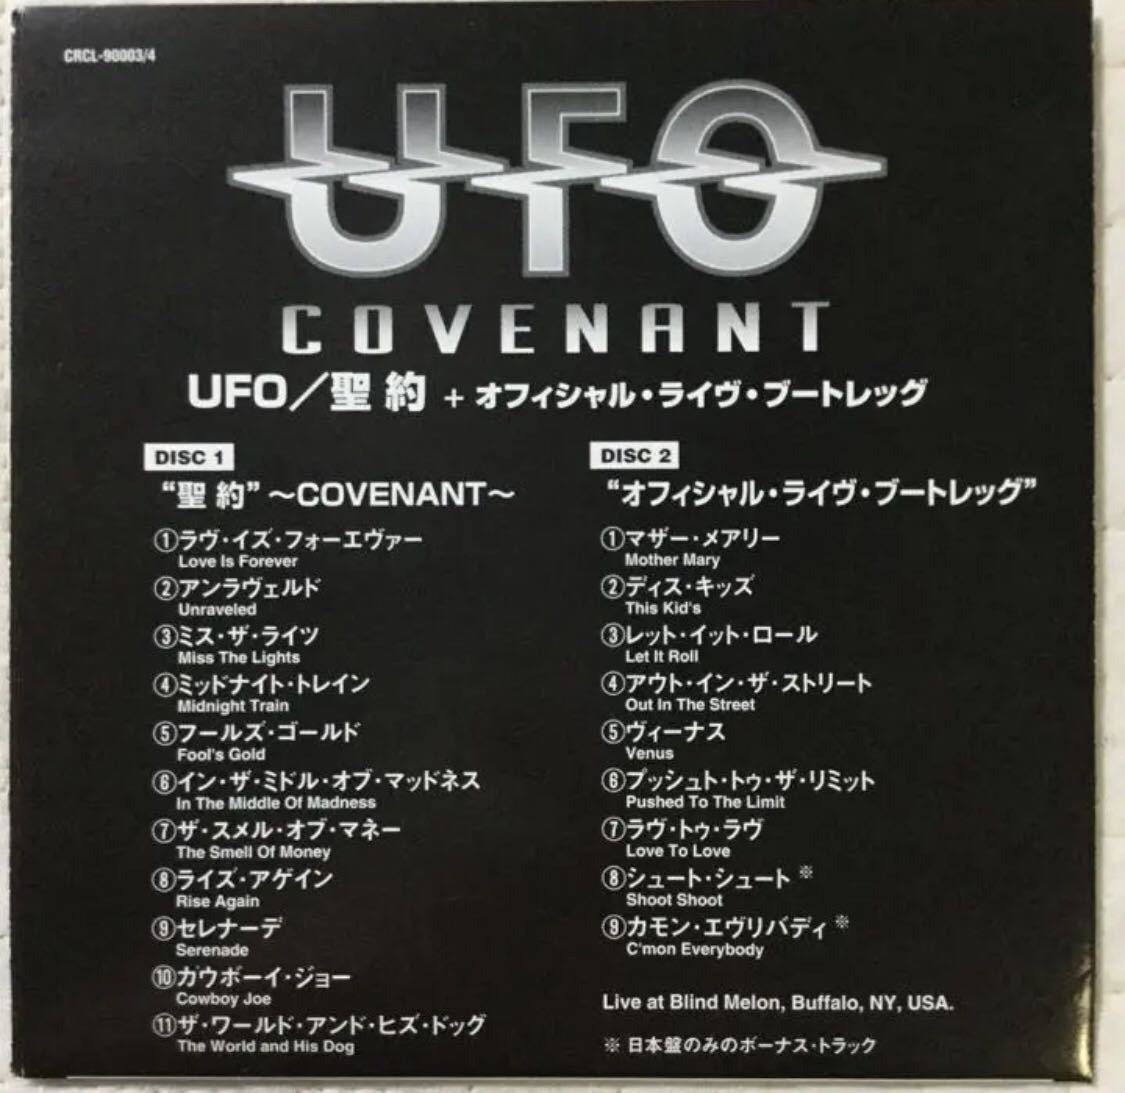 CRCL-90003/4
UFO
COVENANT
UFO／聖約 + オフィシャル・ライヴ・ブートレッグ
DISC 1
“聖約”～COVENANT～
①ラヴ・イズ・フォーエヴァー
Love Is Forever
②アンラヴェルド
Unraveled
③ミス・ザ・ライツ
Miss The Lights
④ミッドナイト・トレイン
Midnight Train
⑤フールズ・ゴールド
Fool's Gold
⑥イン・ザ・ミドル・オブ・マッドネス
In The Middle Of Madness
⑦ザ・スメル・オブ・マネー
The Smell Of Money
⑧ライズ・アゲイン
Rise Again
⑨セレナーデ
Serenade
⑩カウボーイ・ジョー
Cowboy Joe
⑪ザ・ワールド・アンド・ヒズ・ドッグ
The World and His Dog
DISC 2
“オフィシャル・ライヴ・ブートレッグ”
①マザー・メアリー
Mother Mary
②ディス・キッズ
This Kid's
③レット・イット・ロール
Let It Roll
④アウト・イン・ザ・ストリート
Out In The Street
⑤ヴィーナス
Venus
⑥プッシュト・トゥ・ザ・リミット
Pushed To The Limit
⑦ラヴ・トゥ・ラヴ
Love To Love
⑧シュート・シュート ※
Shoot Shoot
⑨カモン・エヴリバディ ※
C'mon Everybody
Live at Blind Melon, Buffalo, NY, USA.
※ 日本盤のみのボーナス・トラック